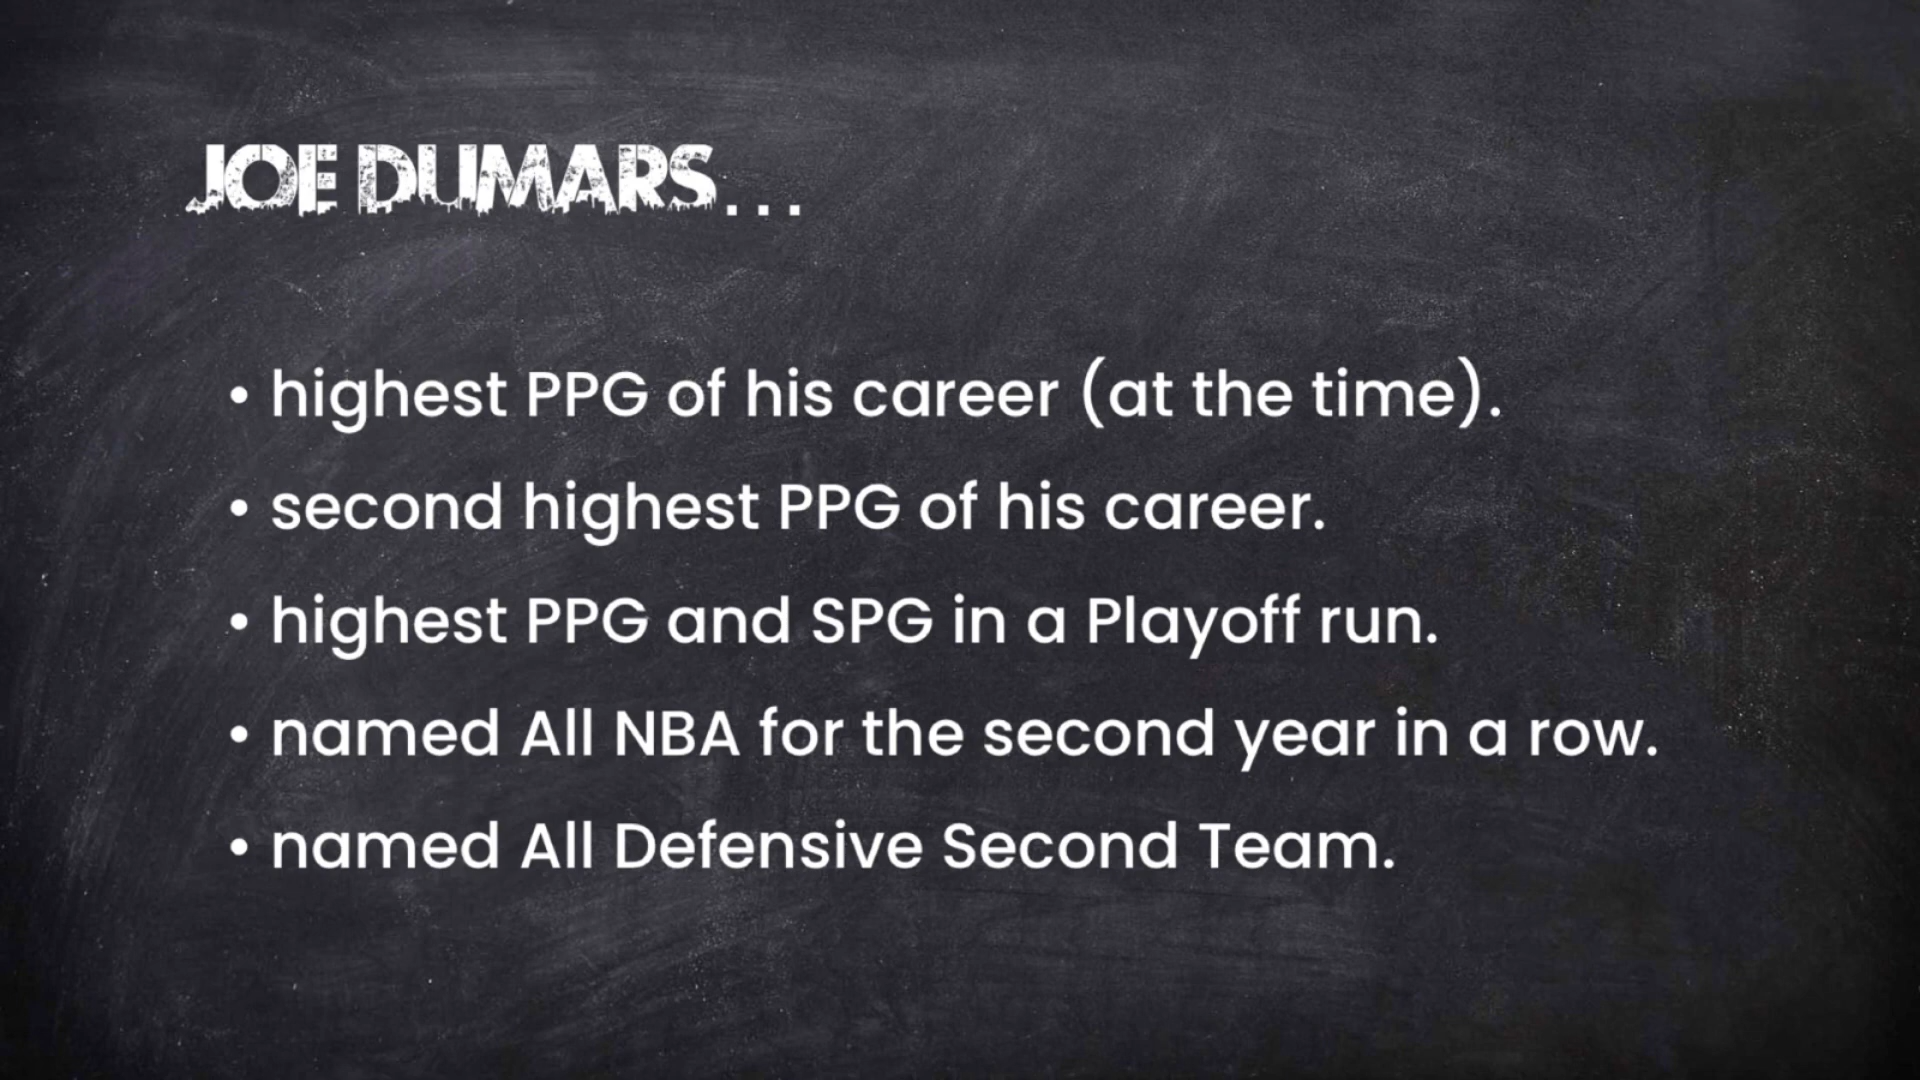 JOE DUMARS...
• highest PPG of his career (at the time).
• second highest PPG of his career.
• highest PPG and SPG in a Playoff run.
• named All NBA for the second year in a row.
• named All Defensive Second Team.